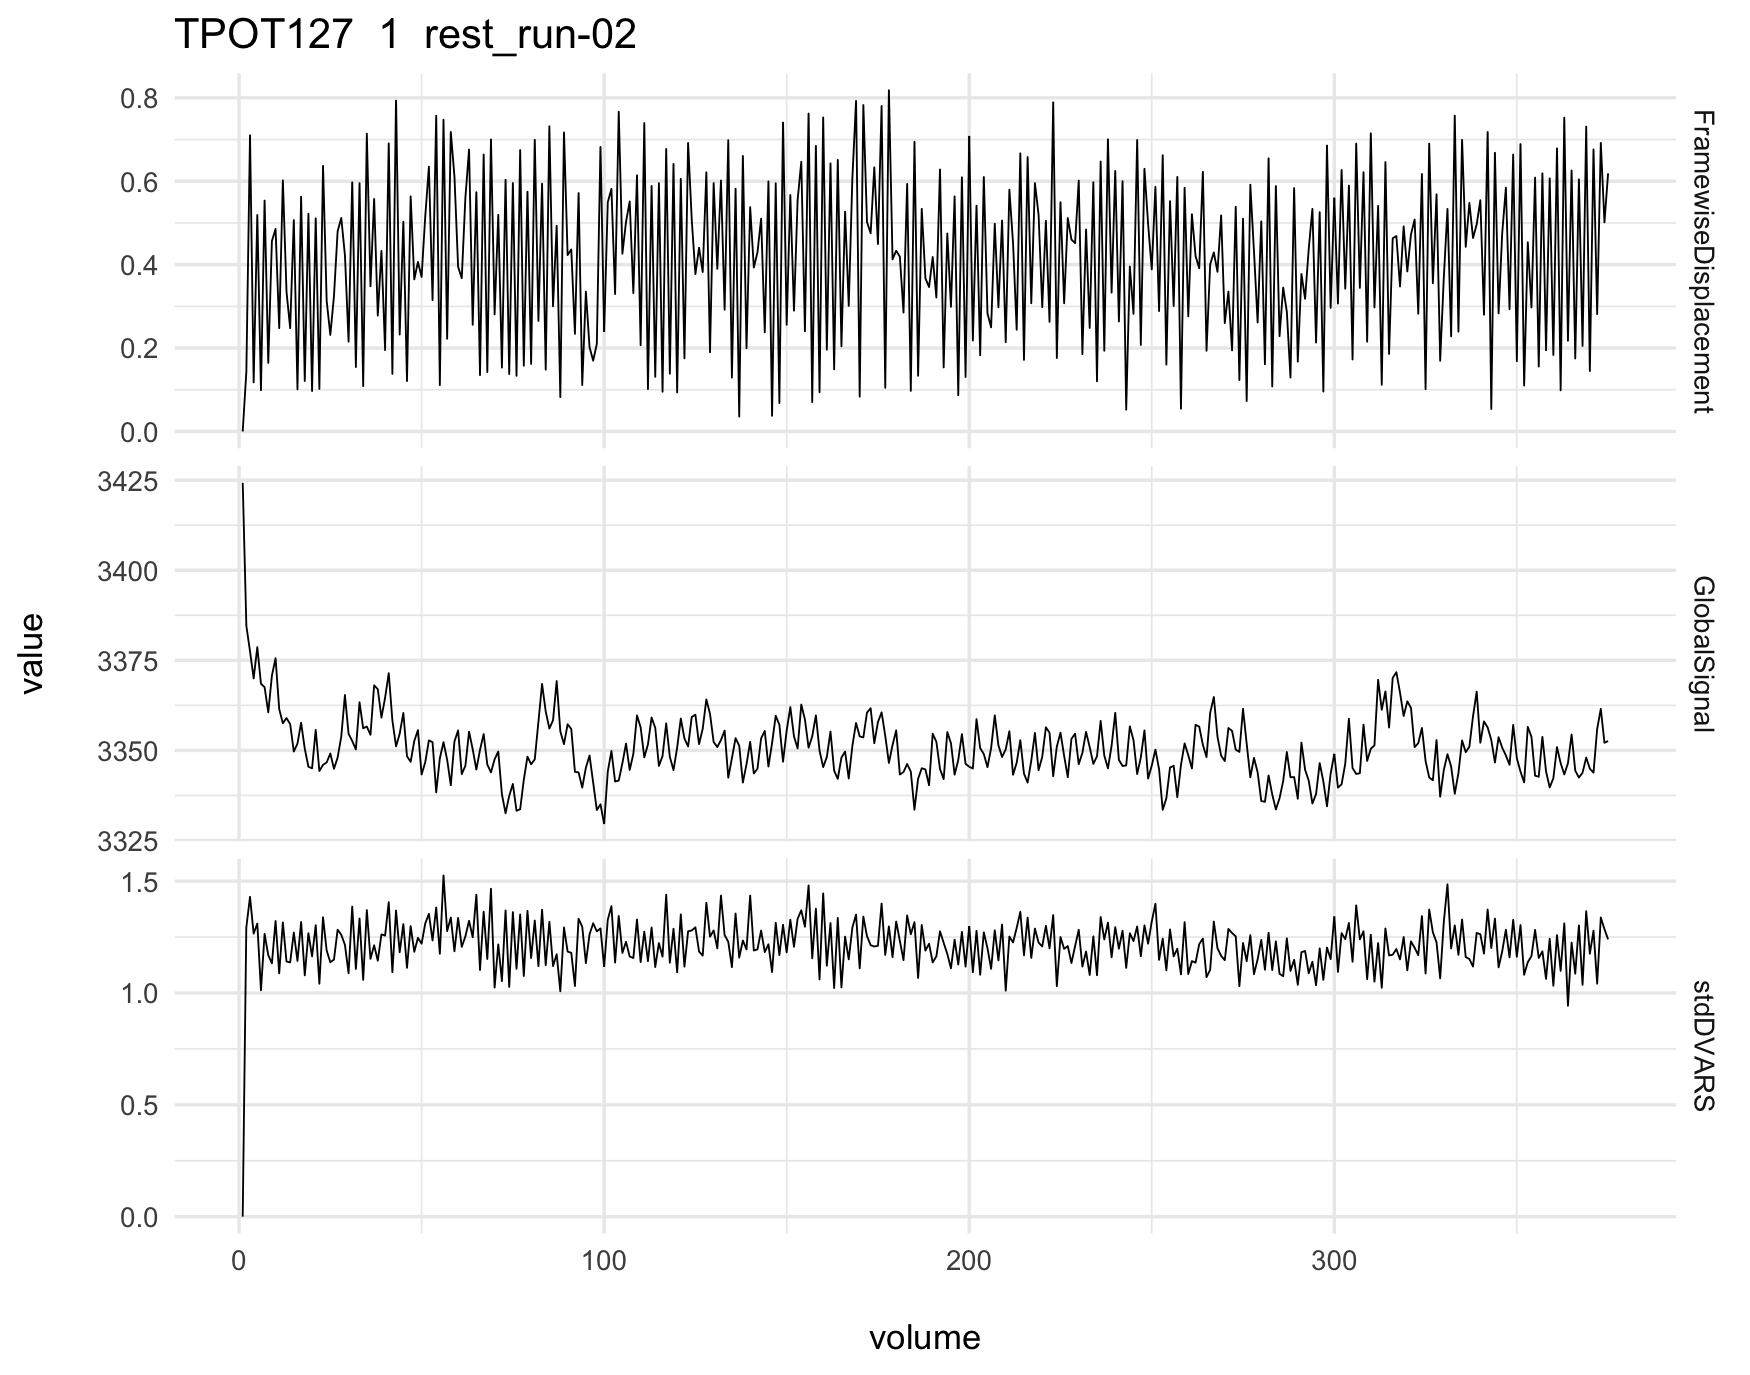 TPOT127 1 rest_run-02
0.8
0.6
0.4
0.2
0.0
FramewiseDisplacement
3425
3400
3375
3350
3325
GlobalSignal
value
1.5
1.0
0.5
0.0
stdDVARS
0 100 200 300
volume